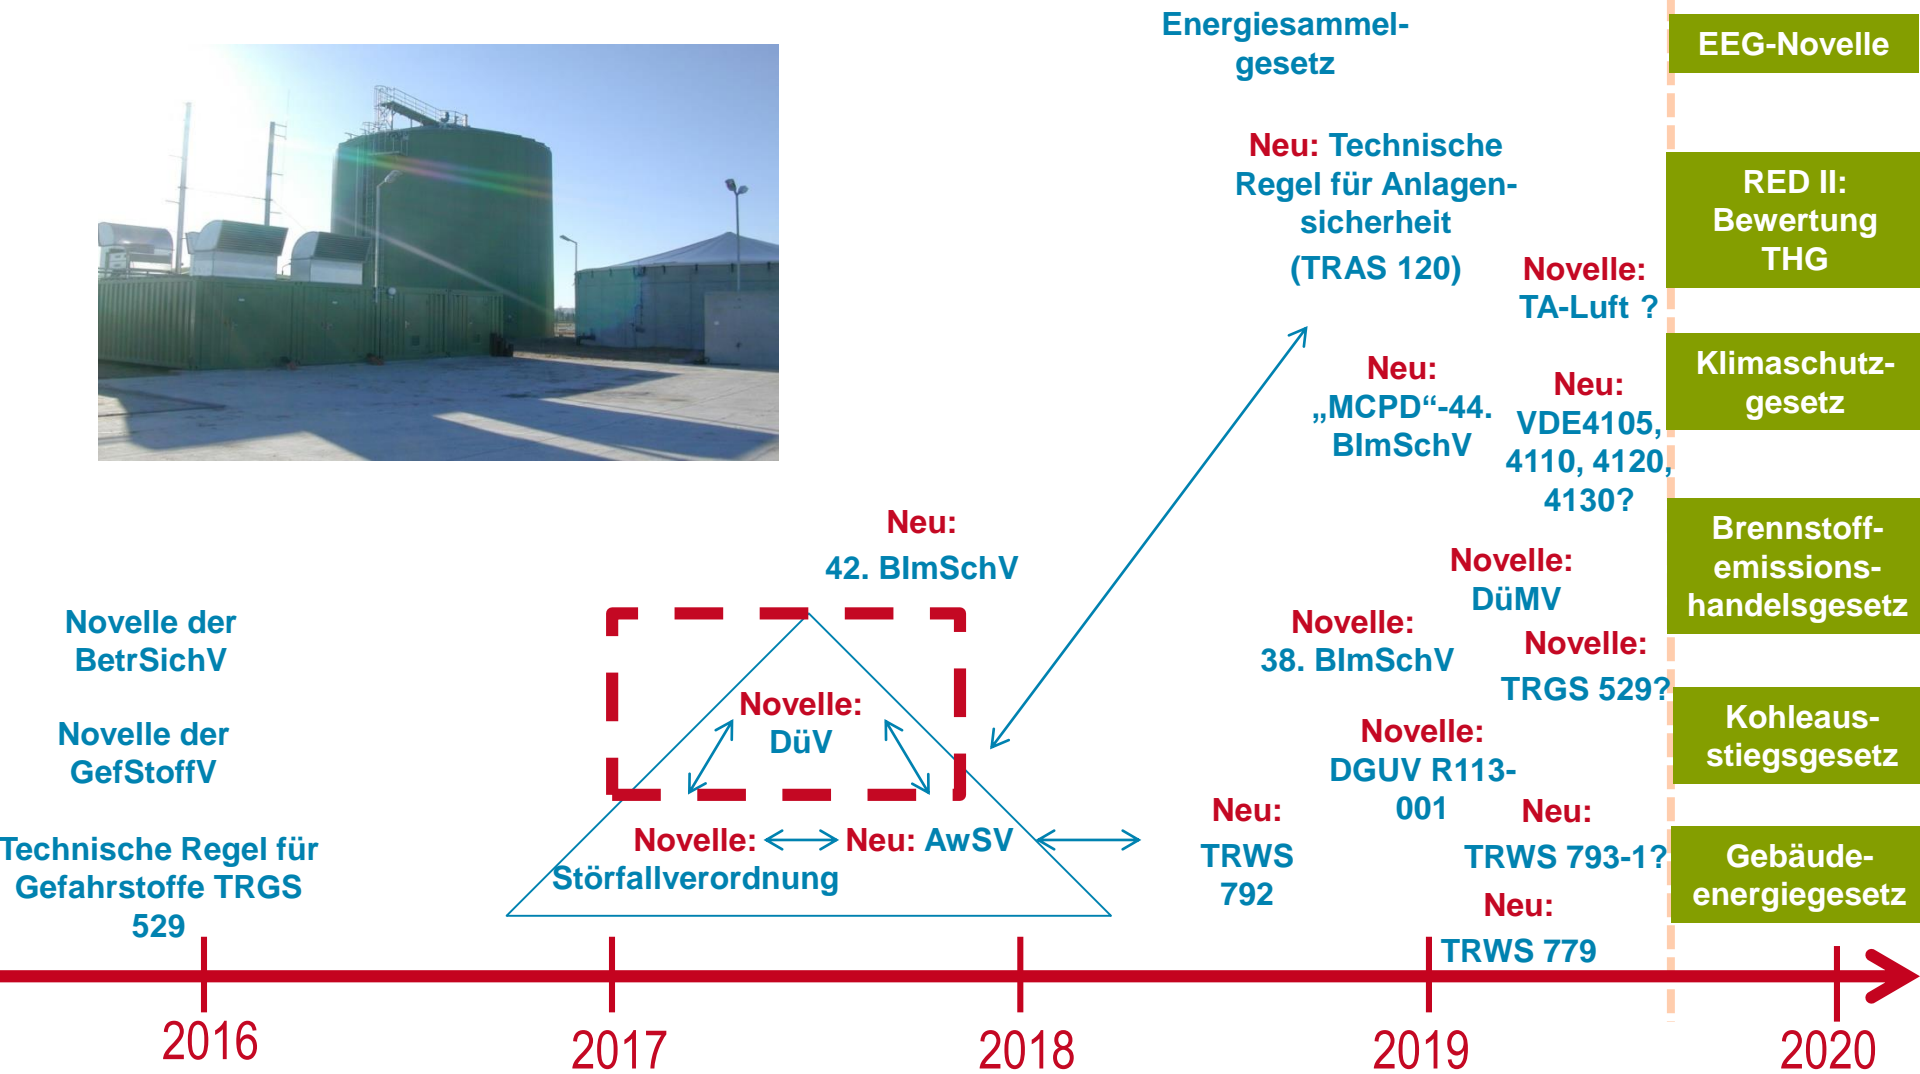 Energiesammel-
gesetz
Neu: Technische
Regel für Anlagen-
sicherheit
(TRAS 120)
Novelle:
TA-Luft ?
Neu:
„MCPD“-44.
BImSchV
Neu:
VDE4105,
4110, 4120,
4130?
Neu:
42. BImSchV
Novelle:
DüMV
Novelle:
38. BImSchV
Novelle:
TRGS 529?
Novelle der
BetrSichV
Novelle der
GefStoffV
Technische Regel für
Gefahrstoffe TRGS
529
Novelle:
DüV
Novelle:
Störfallverordnung
Neu: AwSV
Novelle:
DGUV R113-
001
Neu:
TRWS
792
Neu:
TRWS 793-1?
Neu:
TRWS 779
EEG-Novelle
RED II:
Bewertung
THG
Klimaschutz-
gesetz
Brennstoff-
emissions-
handelsgesetz
Kohleaus-
stiegsgesetz
Gebäude-
energiegesetz
2016
2017
2018
2019
2020